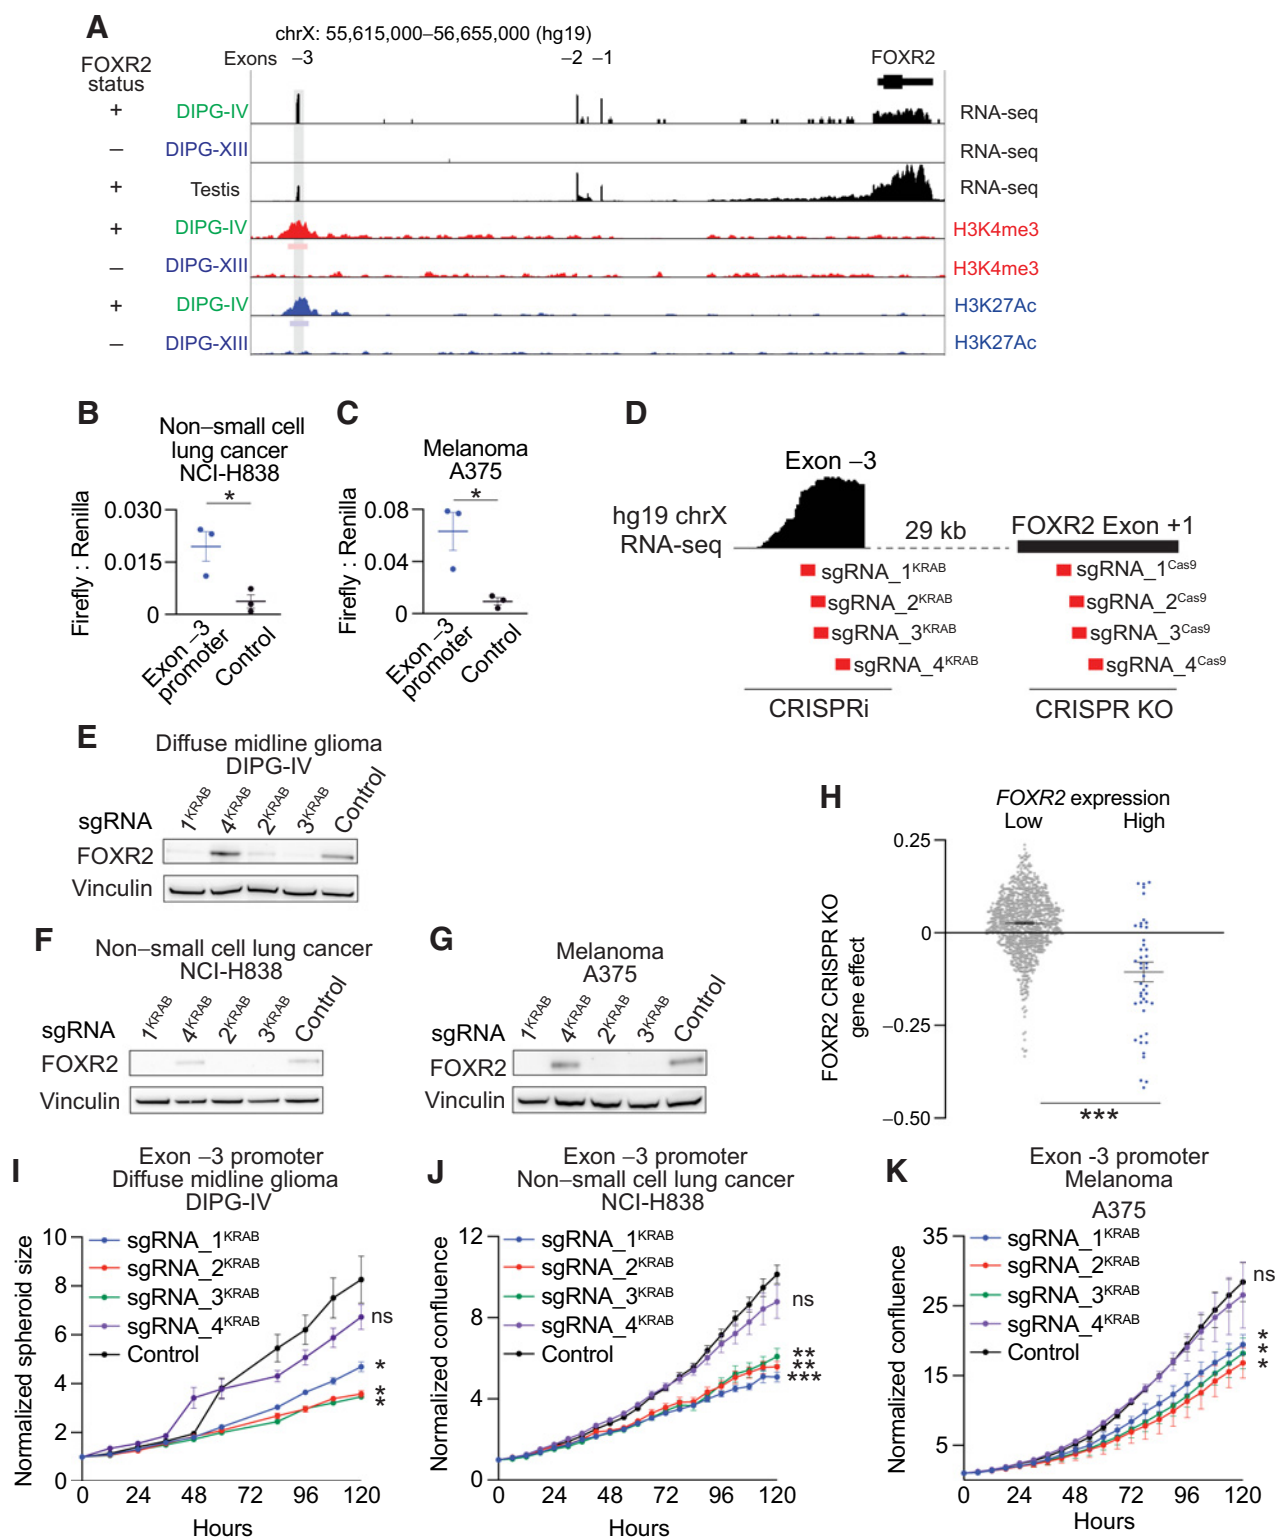 A
chrX: 55,615,000–56,655,000 (hg19)
FOXR2
status
Exons –3 –2 –1 FOXR2
+ DIPG-IV RNA-seq
– DIPG-XIII RNA-seq
+ Testis RNA-seq
+ DIPG-IV H3K4me3
– DIPG-XIII H3K4me3
+ DIPG-IV H3K27Ac
– DIPG-XIII H3K27Ac
B
Non–small cell
lung cancer
NCI-H838
Firefly : Renilla
0.030
0.015
0
*
Exon –3
promoter
Control
C
Melanoma
A375
Firefly : Renilla
0.08
0.04
0
*
Exon –3
promoter
Control
D
Exon –3
hg19 chrX
RNA-seq
29 kb
FOXR2 Exon +1
sgRNA_1KRAB sgRNA_1Cas9
sgRNA_2KRAB sgRNA_2Cas9
sgRNA_3KRAB sgRNA_3Cas9
sgRNA_4KRAB sgRNA_4Cas9
CRISPRi CRISPR KO
E
Diffuse midline glioma
DIPG-IV
sgRNA 1KRAB 4KRAB 2KRAB 3KRAB Control
FOXR2
Vinculin
F
Non–small cell lung cancer
NCI-H838
sgRNA 1KRAB 4KRAB 2KRAB 3KRAB Control
FOXR2
Vinculin
G
Melanoma
A375
sgRNA 1KRAB 4KRAB 2KRAB 3KRAB Control
FOXR2
Vinculin
H
FOXR2 expression
Low High
FOXR2 CRISPR KO
gene effect
0.25
0
–0.25
–0.50
***
I
Exon –3 promoter
Diffuse midline glioma
DIPG-IV
Normalized spheroid size
10
8
6
4
2
0
sgRNA_1KRAB
sgRNA_2KRAB
sgRNA_3KRAB
sgRNA_4KRAB
Control
ns
*
*
*
0 24 48 72 96 120
Hours
J
Exon –3 promoter
Non–small cell lung cancer
NCI-H838
Normalized confluence
12
8
4
0
sgRNA_1KRAB
sgRNA_2KRAB
sgRNA_3KRAB
sgRNA_4KRAB
Control
ns
**
**
***
0 24 48 72 96 120
Hours
K
Exon -3 promoter
Melanoma
A375
Normalized confluence
35
25
15
5
sgRNA_1KRAB
sgRNA_2KRAB
sgRNA_3KRAB
sgRNA_4KRAB
Control
ns
*
*
*
0 24 48 72 96 120
Hours